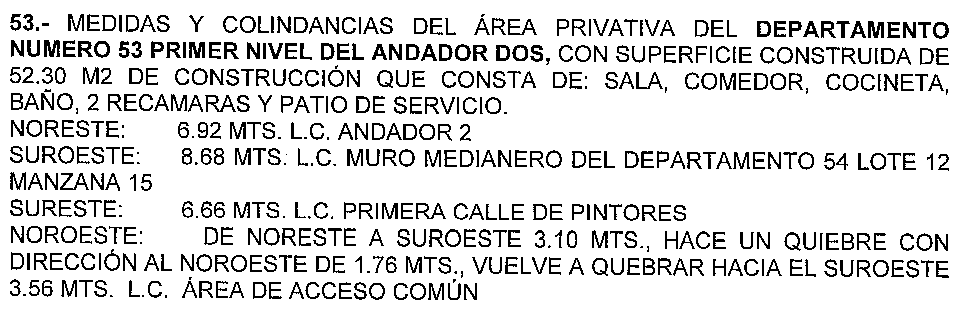 53.- MEDIDAS Y COLINDANCIAS DEL ÁREA PRIVATIVA DEL DEPARTAMENTO
NUMERO 53 PRIMER NIVEL DEL ANDADOR DOS, CON SUPERFICIE CONSTRUIDA DE
52.30 M2 DE CONSTRUCCIÓN QUE CONSTA DE: SALA, COMEDOR, COCINETA,
BAÑO, 2 RECAMARAS Y PATIO DE SERVICIO.
NORESTE: 6.92 MTS. L.C. ANDADOR 2
SUROESTE: 8.68 MTS. L.C. MURO MEDIANERO DEL DEPARTAMENTO 54 LOTE 12
MANZANA 15
SURESTE: 6.66 MTS. L.C. PRIMERA CALLE DE PINTORES
NOROESTE: DE NORESTE A SUROESTE 3.10 MTS., HACE UN QUIEBRE CON
DIRECCIÓN AL NOROESTE DE 1.76 MTS., VUELVE A QUEBRAR HACIA EL SUROESTE
3.56 MTS. L.C. ÁREA DE ACCESO COMÚN